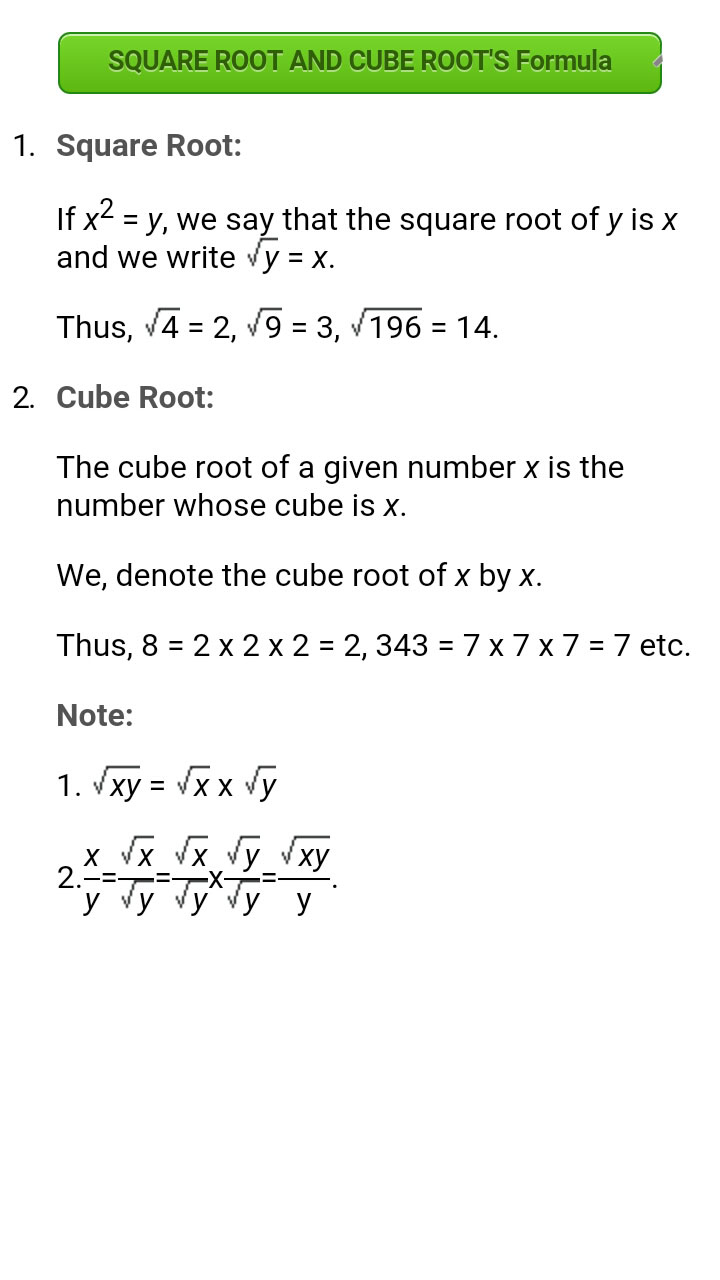 SQUARE ROOT AND CUBE ROOT'S Formula
1. Square Root:
If x² = y, we say that the square root of y is x
and we write √y = x.
Thus, √4 = 2, √9 = 3, √196 = 14.
2. Cube Root:
The cube root of a given number x is the
number whose cube is x.
We, denote the cube root of x by x.
Thus, 8 = 2 x 2 x 2 = 2, 343 = 7 x 7 x 7 = 7 etc.
Note:
1. √xy = √x x √y
2. x/y = √x/√y = √x/√y x √y/√y = √xy/y.